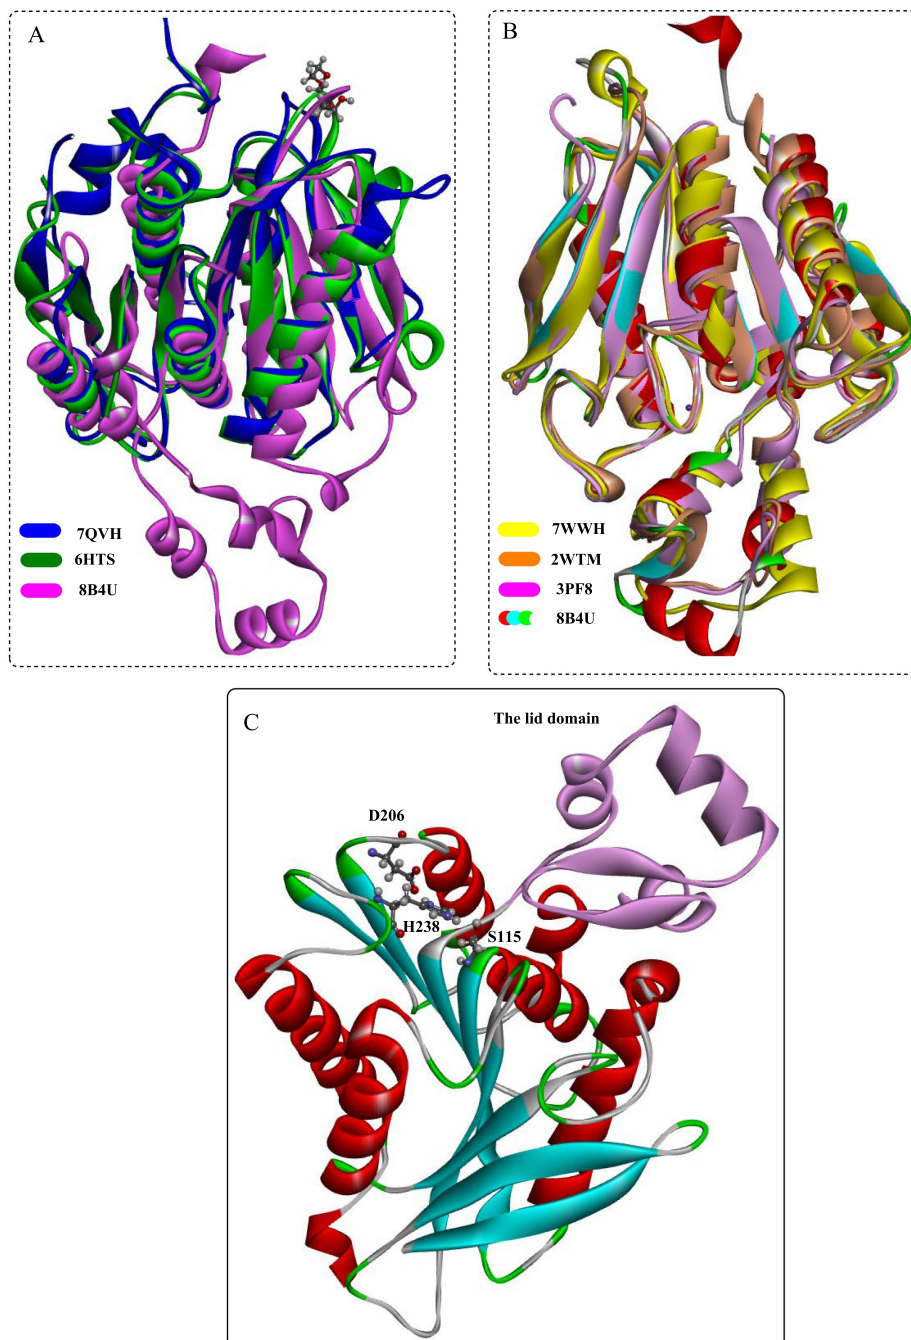 A
7QVH
6HTS
8B4U
B
7WWH
2WTM
3PF8
8B4U
C
The lid domain
D206
H238
S115